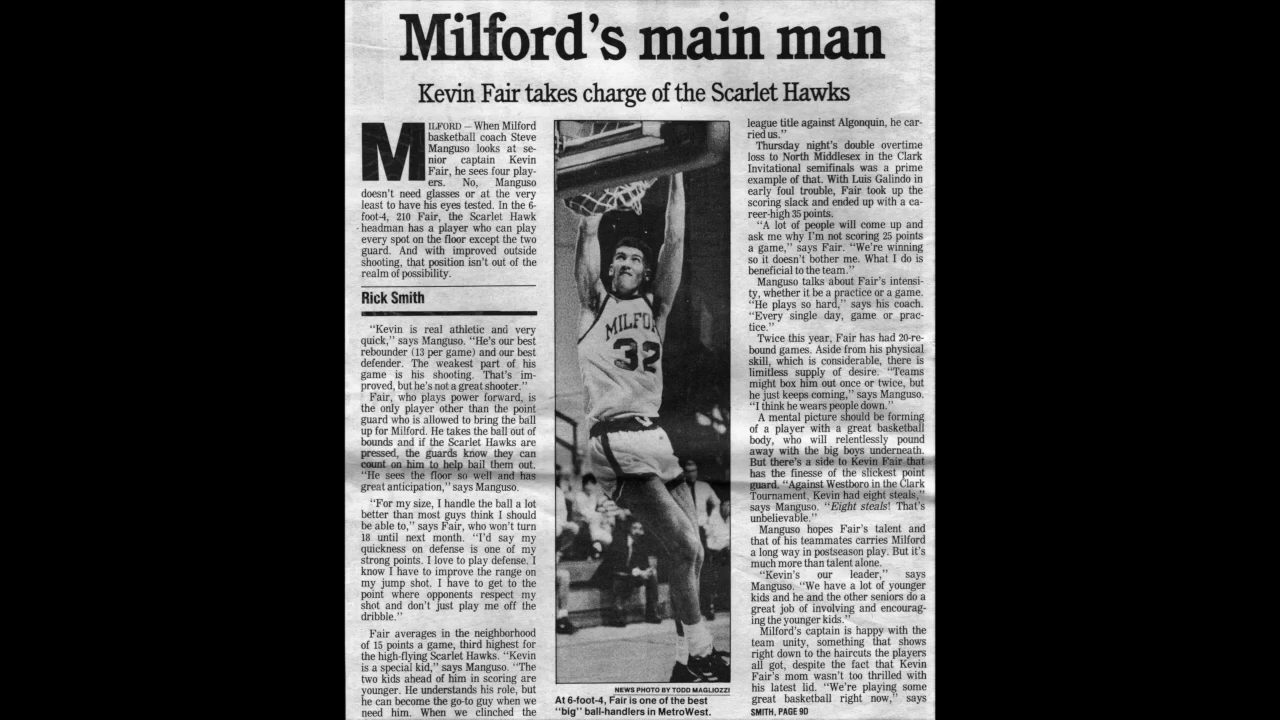 Milford's main man
Kevin Fair takes charge of the Scarlet Hawks
MILFORD — When Milford
basketball coach Steve
Manguso looks at se-
nior captain Kevin
Fair, he sees four play-
ers. No, Manguso
doesn't need glasses or at the very
least to have his eyes tested. In the 6-
foot-4, 210 Fair, the Scarlet Hawk
headman has a player who can play
every spot on the floor except the two
guard. And with improved outside
shooting, that position isn't out of the
realm of possibility.
Rick Smith
"Kevin is real athletic and very
quick," says Manguso. "He's our best
rebounder (13 per game) and our best
defender. The weakest part of his
game is his shooting. That's im-
proved, but he's not a great shooter."
Fair, who plays power forward, is
the only player other than the point
guard who is allowed to bring the ball
up for Milford. He takes the ball out of
bounds and if the Scarlet Hawks are
pressed, the guards know they can
count on him to help bail them out.
"He sees the floor so well and has
great anticipation," says Manguso.
"For my size, I handle the ball a lot
better than most guys think I should
be able to," says Fair, who won't turn
18 until next month. "I'd say my
quickness on defense is one of my
strong points. I love to play defense. I
know I have to improve the range on
my jump shot. I have to get to the
point where opponents respect my
shot and don't just play me off the
dribble."
Fair averages in the neighborhood
of 15 points a game, third highest for
the high-flying Scarlet Hawks. "Kevin
is a special kid," says Manguso. "The
two kids ahead of him in scoring are
younger. He understands his role, but
he can become the go-to guy when we
need him. When we clinched the
MILFOR
32
NEWS PHOTO BY TODD MAGLIOZZI
At 6-foot-4, Fair is one of the best
"big" ball-handlers in MetroWest.
league title against Algonquin, he car-
ried us."
Thursday night's double overtime
loss to North Middlesex in the Clark
Invitational semifinals was a prime
example of that. With Luis Galindo in
early foul trouble, Fair took up the
scoring slack and ended up with a ca-
reer-high 35 points.
"A lot of people will come up and
ask me why I'm not scoring 25 points
a game," says Fair. "We're winning
so it doesn't bother me. What I do is
beneficial to the team."
Manguso talks about Fair's intensi-
ty, whether it be a practice or a game.
"He plays so hard," says his coach.
"Every single day, game or prac-
tice."
Twice this year, Fair has had 20-re-
bound games. Aside from his physical
skill, which is considerable, there is
limitless supply of desire. "Teams
might box him out once or twice, but
he just keeps coming," says Manguso.
"I think he wears people down."
A mental picture should be forming
of a player with a great basketball
body, who will relentlessly pound
away with the big boys underneath.
But there's a side to Kevin Fair that
has the finesse of the slickest point
guard. "Against Westboro in the Clark
Tournament, Kevin had eight steals,"
says Manguso. "Eight steals! That's
unbelievable."
Manguso hopes Fair's talent and
that of his teammates carries Milford
a long way in postseason play. But it's
much more than talent alone.
"Kevin's our leader," says
Manguso. "We have a lot of younger
kids and he and the other seniors do a
great job of involving and encourag-
ing the younger kids."
Milford's captain is happy with the
team unity, something that shows
right down to the haircuts the players
all got, despite the fact that Kevin
Fair's mom wasn't too thrilled with
his latest lid. "We're playing some
great basketball right now," says
SMITH, PAGE 9D